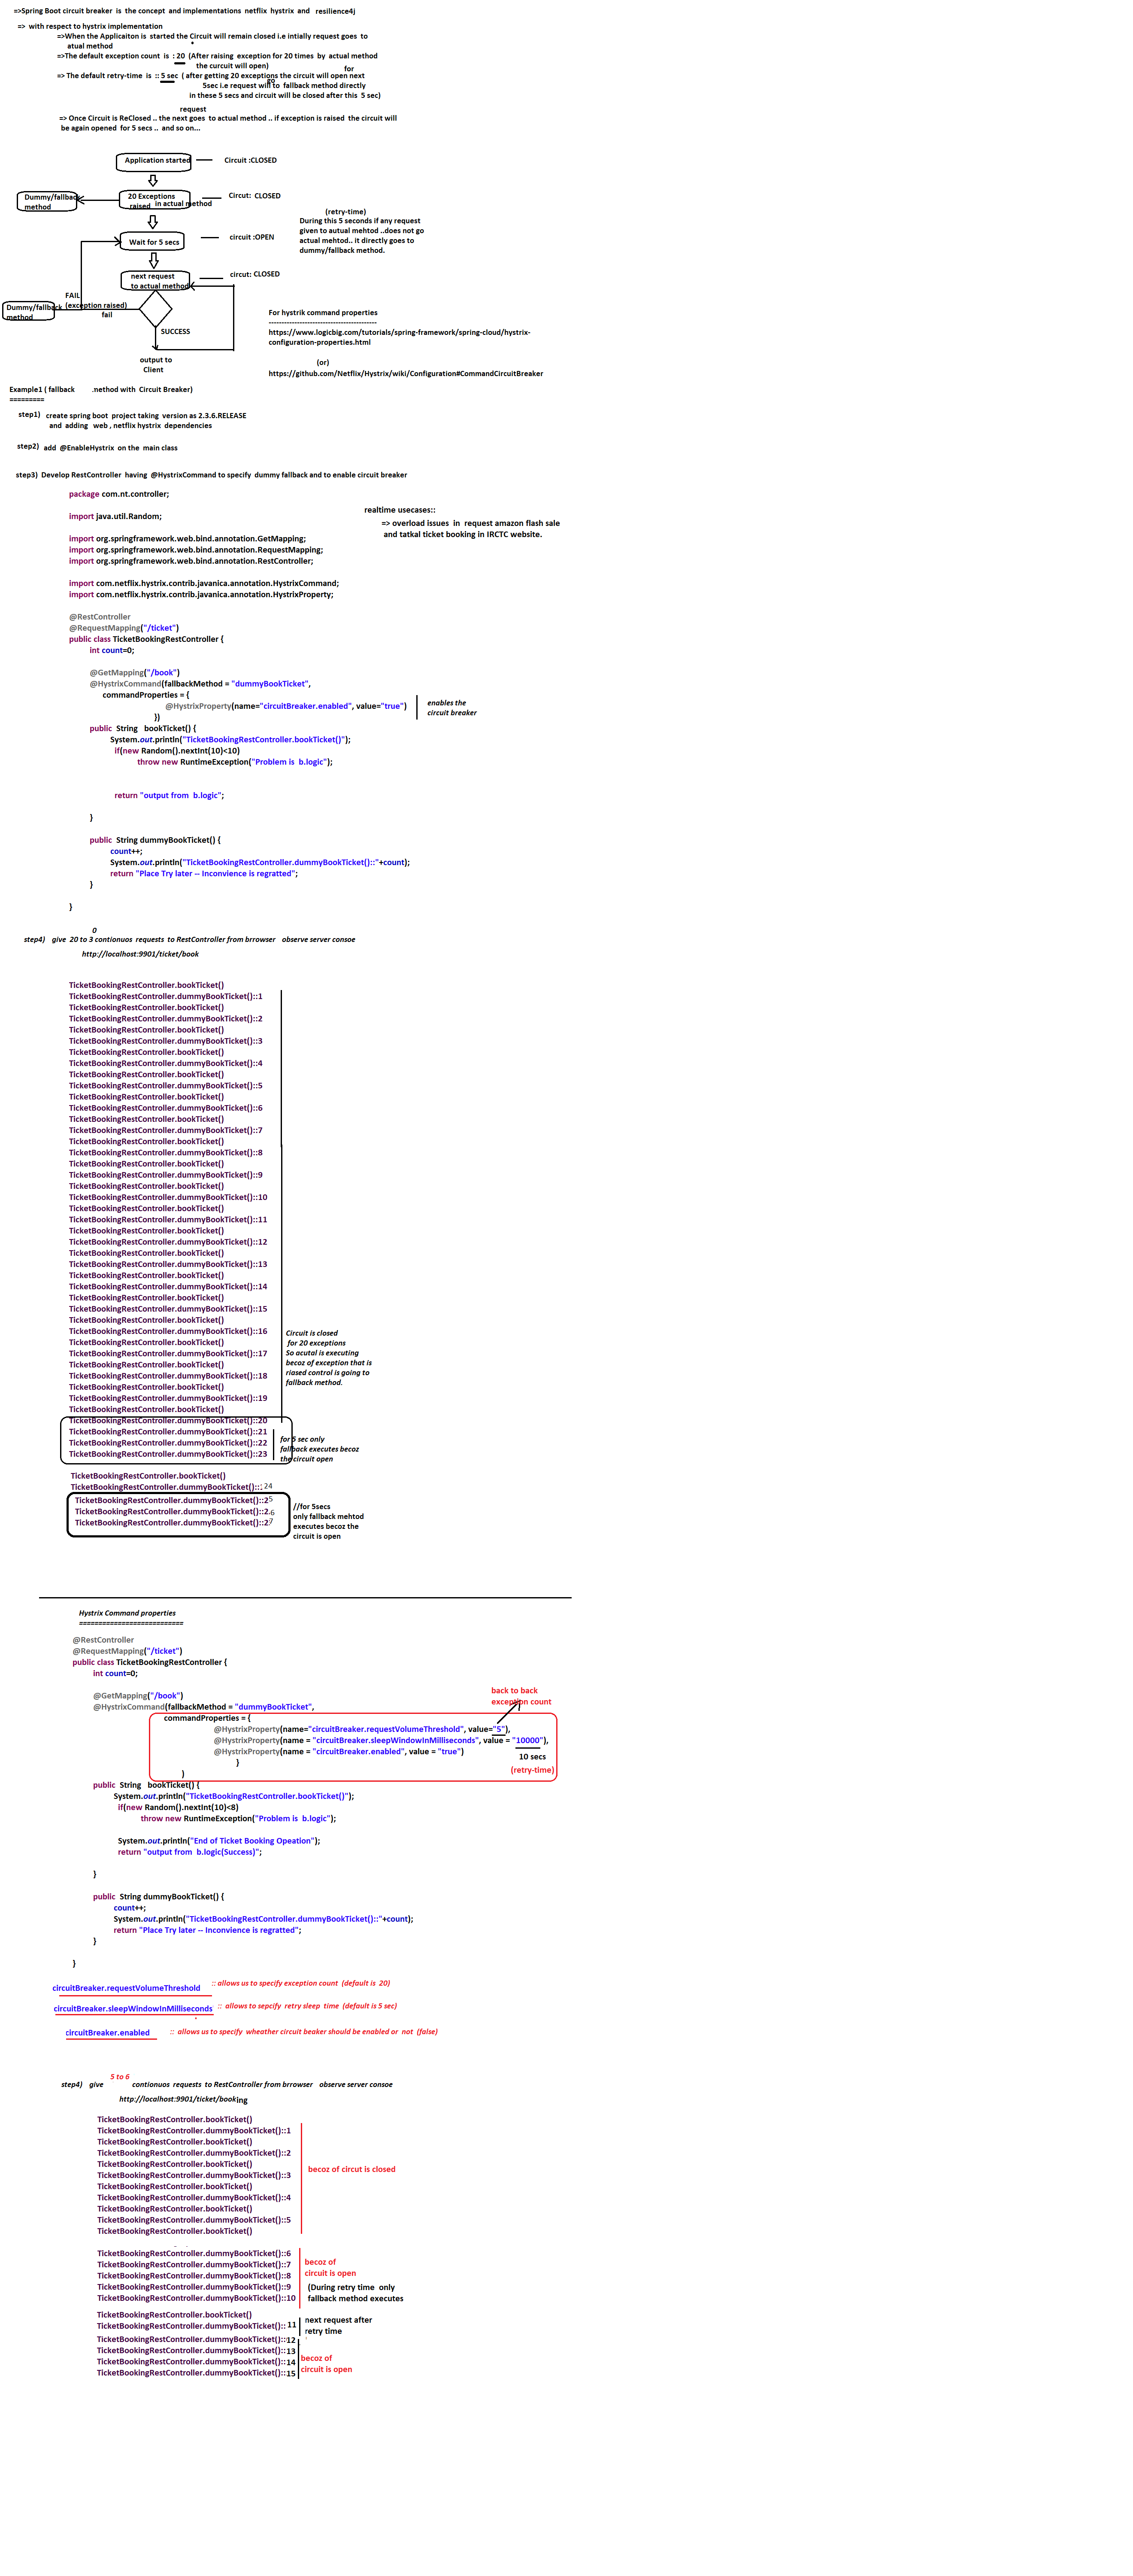 =>Spring Boot circuit breaker is the concept and implementations netflix hystrix and resilience4j
=> with respect to hystrix implementation
=>When the Applicaiton is started the Circuit will remain closed i.e intially request goes to
atual method
=>The default exception count is : 20 (After raising exception for 20 times by actual method
the curcuit will open)
for
=> The default retry-time is :: 5 sec ( after getting 20 exceptions the circuit will open next
go
5sec i.e request will to fallback method directly
in these 5 secs and circuit will be closed after this 5 sec)
request
=> Once Circuit is ReClosed .. the next goes to actual method .. if exception is raised the circuit will
be again opened for 5 secs .. and so on...
Application started
Circuit :CLOSED
Dummy/fallback
method
20 Exceptions
raised in actual method
Circut: CLOSED
(retry-time)
During this 5 seconds if any request
given to autual mehtod ..does not go
actual mehtod.. it directly goes to
dummy/fallback method.
Wait for 5 secs
circuit :OPEN
next request
to actual method
circut: CLOSED
FAIL
(exception raised)
fail
Dummy/fallback
method
SUCCESS
output to
Client
For hystrik command properties
------------------------------------------
https://www.logicbig.com/tutorials/spring-framework/spring-cloud/hystrix-
configuration-properties.html
(or)
https://github.com/Netflix/Hystrix/wiki/Configuration#CommandCircuitBreaker
Example1 ( fallback .nethod with Circuit Breaker)
=========
step1) create spring boot project taking version as 2.3.6.RELEASE
and adding web , netflix hystrix dependencies
step2) add @EnableHystrix on the main class
step3) Develop RestController having @HystrixCommand to specify dummy fallback and to enable circuit breaker
package com.nt.controller;
realtime usecases::
=> overload issues in request amazon flash sale
and tatkal ticket booking in IRCTC website.
import java.util.Random;
import org.springframework.web.bind.annotation.GetMapping;
import org.springframework.web.bind.annotation.RequestMapping;
import org.springframework.web.bind.annotation.RestController;
import com.netflix.hystrix.contrib.javanica.annotation.HystrixCommand;
import com.netflix.hystrix.contrib.javanica.annotation.HystrixProperty;
@RestController
@RequestMapping("/ticket")
public class TicketBookingRestController {
int count=0;
@GetMapping("/book")
@HystrixCommand(fallbackMethod = "dummyBookTicket",
commandProperties = {
@HystrixProperty(name="circuitBreaker.enabled", value="true")
})
enables the
circuit breaker
public String bookTicket() {
System.out.println("TicketBookingRestController.bookTicket()");
if(new Random().nextInt(10)<10)
throw new RuntimeException("Problem is b.logic");
return "output from b.logic";
}
public String dummyBookTicket() {
count++;
System.out.println("TicketBookingRestController.dummyBookTicket()::"+count);
return "Place Try later -- Inconvience is regratted";
}
}
0
step4) give 20 to 3 contionuos requests to RestController from brrowser observe server consoe
http://localhost:9901/ticket/book
TicketBookingRestController.bookTicket()
TicketBookingRestController.dummyBookTicket()::1
TicketBookingRestController.bookTicket()
TicketBookingRestController.dummyBookTicket()::2
TicketBookingRestController.bookTicket()
TicketBookingRestController.dummyBookTicket()::3
TicketBookingRestController.bookTicket()
TicketBookingRestController.dummyBookTicket()::4
TicketBookingRestController.bookTicket()
TicketBookingRestController.dummyBookTicket()::5
TicketBookingRestController.bookTicket()
TicketBookingRestController.dummyBookTicket()::6
TicketBookingRestController.bookTicket()
TicketBookingRestController.dummyBookTicket()::7
TicketBookingRestController.bookTicket()
TicketBookingRestController.dummyBookTicket()::8
TicketBookingRestController.bookTicket()
TicketBookingRestController.dummyBookTicket()::9
TicketBookingRestController.bookTicket()
TicketBookingRestController.dummyBookTicket()::10
TicketBookingRestController.bookTicket()
TicketBookingRestController.dummyBookTicket()::11
TicketBookingRestController.bookTicket()
TicketBookingRestController.dummyBookTicket()::12
TicketBookingRestController.bookTicket()
TicketBookingRestController.dummyBookTicket()::13
TicketBookingRestController.bookTicket()
TicketBookingRestController.dummyBookTicket()::14
TicketBookingRestController.bookTicket()
TicketBookingRestController.dummyBookTicket()::15
TicketBookingRestController.bookTicket()
TicketBookingRestController.dummyBookTicket()::16
TicketBookingRestController.bookTicket()
TicketBookingRestController.dummyBookTicket()::17
TicketBookingRestController.bookTicket()
TicketBookingRestController.dummyBookTicket()::18
TicketBookingRestController.bookTicket()
TicketBookingRestController.dummyBookTicket()::19
TicketBookingRestController.bookTicket()
TicketBookingRestController.dummyBookTicket()::20
Circuit is closed
for 20 exceptions
So acutal is executing
becoz of exception that is
riased control is going to
fallback method.
TicketBookingRestController.dummyBookTicket()::21
TicketBookingRestController.dummyBookTicket()::22
TicketBookingRestController.dummyBookTicket()::23
for 5 sec only
fallback executes becoz
the circuit open
TicketBookingRestController.bookTicket()
TicketBookingRestController.dummyBookTicket()::24
TicketBookingRestController.dummyBookTicket()::25
TicketBookingRestController.dummyBookTicket()::26
TicketBookingRestController.dummyBookTicket()::27
//for 5secs
only fallback mehtod
executes becoz the
circuit is open
Hystrix Command properties
===========================
@RestController
@RequestMapping("/ticket")
public class TicketBookingRestController {
int count=0;
@GetMapping("/book")
@HystrixCommand(fallbackMethod = "dummyBookTicket",
back to back
exception count
commandProperties = {
@HystrixProperty(name="circuitBreaker.requestVolumeThreshold", value="5"),
@HystrixProperty(name = "circuitBreaker.sleepWindowInMilliseconds", value = "10000"),
@HystrixProperty(name = "circuitBreaker.enabled", value = "true")
}
)
10 secs
(retry-time)
public String bookTicket() {
System.out.println("TicketBookingRestController.bookTicket()");
if(new Random().nextInt(10)<8)
throw new RuntimeException("Problem is b.logic");
System.out.println("End of Ticket Booking Opeation");
return "output from b.logic(Success)";
}
public String dummyBookTicket() {
count++;
System.out.println("TicketBookingRestController.dummyBookTicket()::"+count);
return "Place Try later -- Inconvience is regratted";
}
}
circuitBreaker.requestVolumeThreshold :: allows us to specify exception count (default is 20)
circuitBreaker.sleepWindowInMilliseconds :: allows to sepcify retry sleep time (default is 5 sec)
circuitBreaker.enabled :: allows us to specify wheather circuit beaker should be enabled or not (false)
5 to 6
step4) give contionuos requests to RestController from brrowser observe server consoe
http://localhost:9901/ticket/booking
TicketBookingRestController.bookTicket()
TicketBookingRestController.dummyBookTicket()::1
TicketBookingRestController.bookTicket()
TicketBookingRestController.dummyBookTicket()::2
TicketBookingRestController.bookTicket()
TicketBookingRestController.dummyBookTicket()::3
TicketBookingRestController.bookTicket()
TicketBookingRestController.dummyBookTicket()::4
TicketBookingRestController.bookTicket()
TicketBookingRestController.dummyBookTicket()::5
TicketBookingRestController.bookTicket()
becoz of circut is closed
TicketBookingRestController.dummyBookTicket()::6
TicketBookingRestController.dummyBookTicket()::7
TicketBookingRestController.dummyBookTicket()::8
TicketBookingRestController.dummyBookTicket()::9
TicketBookingRestController.dummyBookTicket()::10
becoz of
circuit is open
(During retry time only
fallback method executes
TicketBookingRestController.bookTicket()
TicketBookingRestController.dummyBookTicket()::11
next request after
retry time
TicketBookingRestController.dummyBookTicket()::12
TicketBookingRestController.dummyBookTicket()::13
TicketBookingRestController.dummyBookTicket()::14
TicketBookingRestController.dummyBookTicket()::15
becoz of
circuit is open